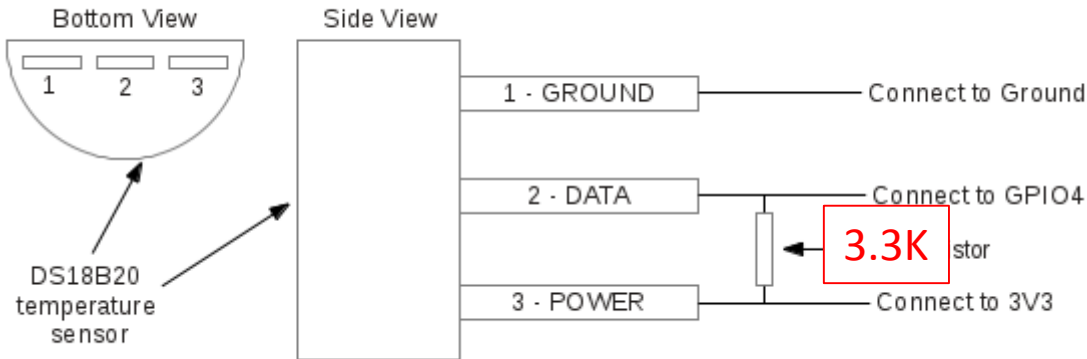 Bottom View
Side View
1 2 3
DS18B20
temperature
sensor
1 - GROUND
Connect to Ground
2 - DATA
Connect to GPIO4
3.3K stor
3 - POWER
Connect to 3V3